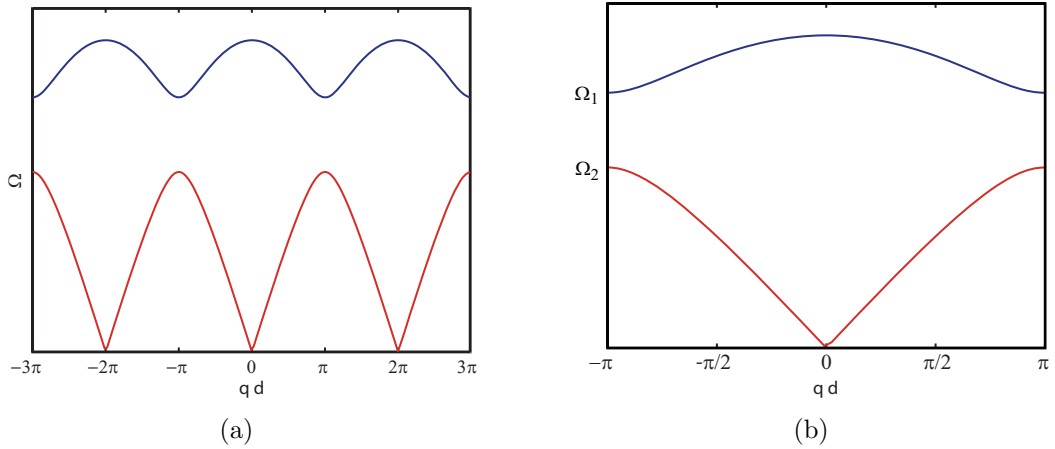 Ω
−3π −2π −π 0 π 2π 3π
q d
(a)
Ω₁
Ω₂
−π -π/2 0 π/2 π
q d
(b)